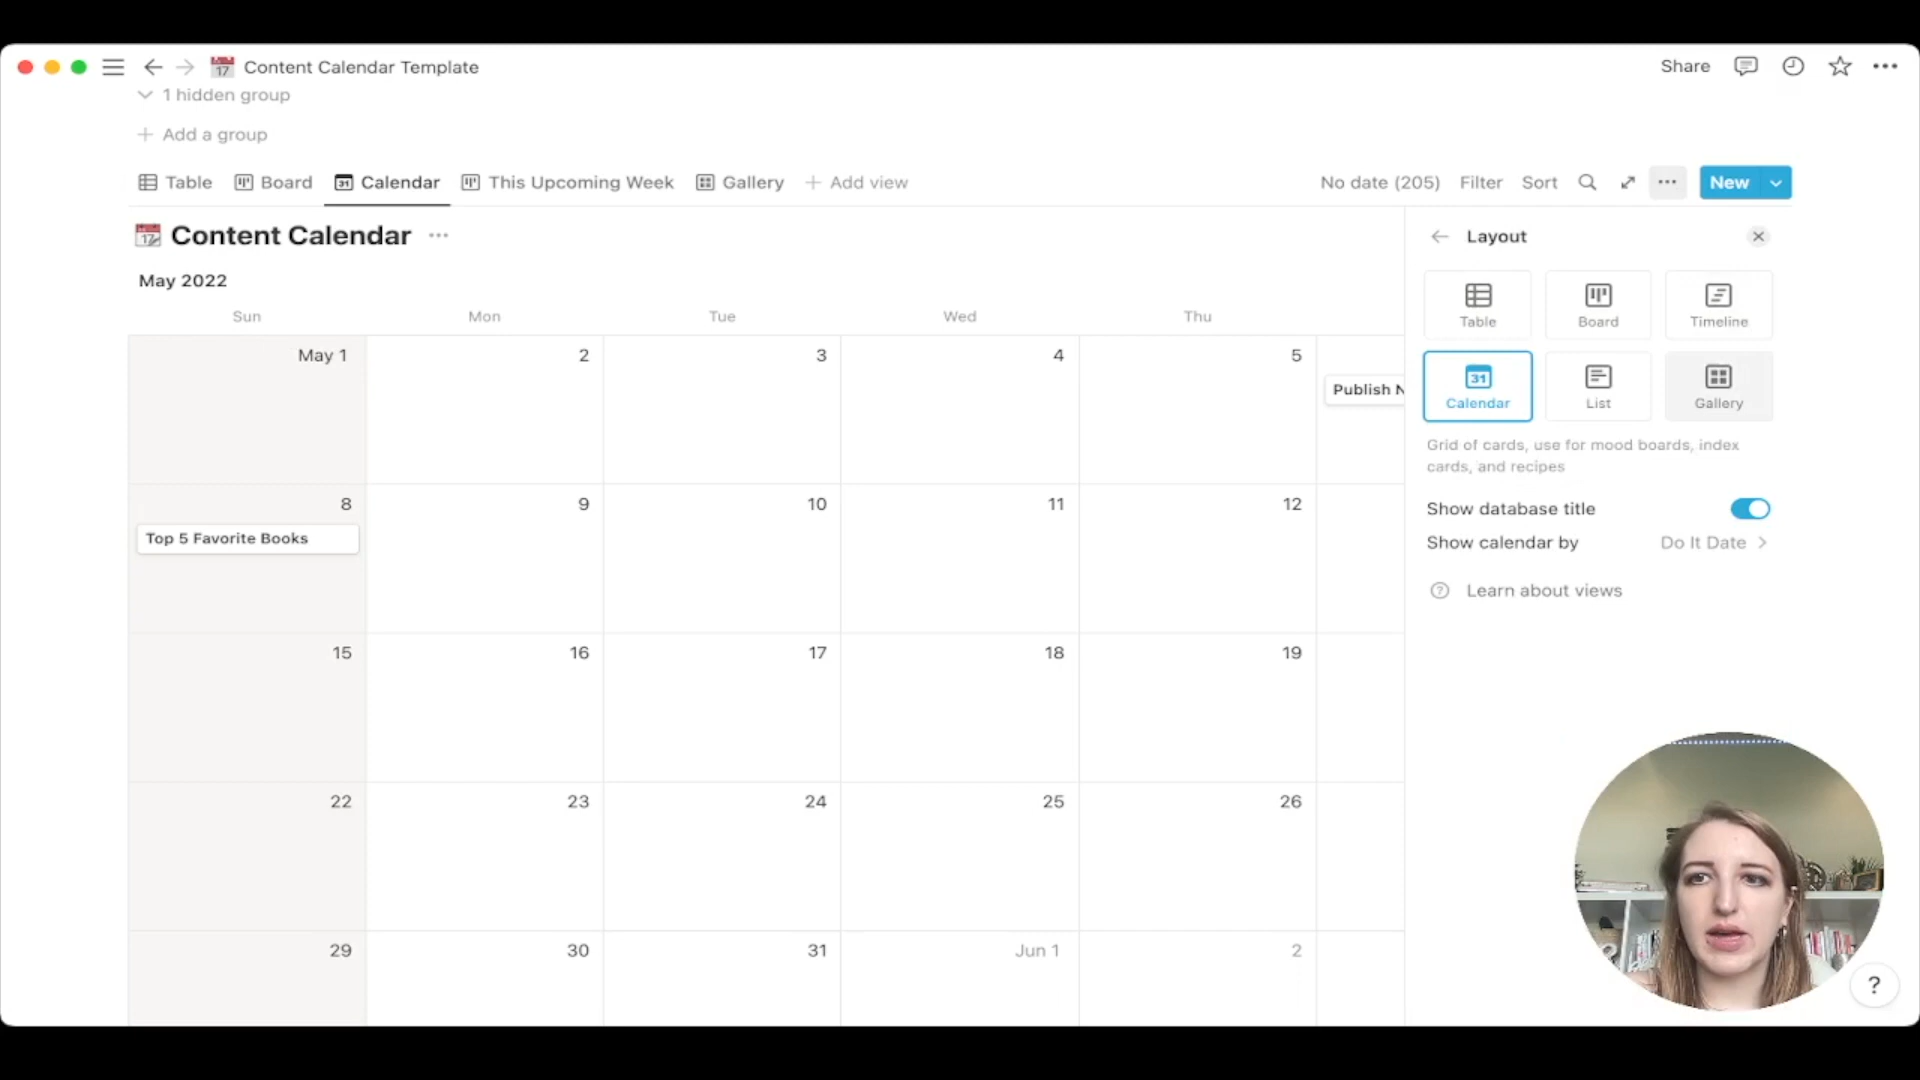 Content Calendar Template
Share
1 hidden group
Add a group
Table Board Calendar This Upcoming Week Gallery Add view
No date (205) Filter Sort New
Content Calendar
May 2022
Sun Mon Tue Wed Thu
May 1 2 3 4 5
Publish N
8 9 10 11 12
Top 5 Favorite Books
15 16 17 18 19
22 23 24 25 26
29 30 31 Jun 1 2
Layout
Table Board Timeline
Calendar List Gallery
Grid of cards, use for mood boards, index
cards, and recipes
Show database title
Show calendar by Do It Date
Learn about views
?